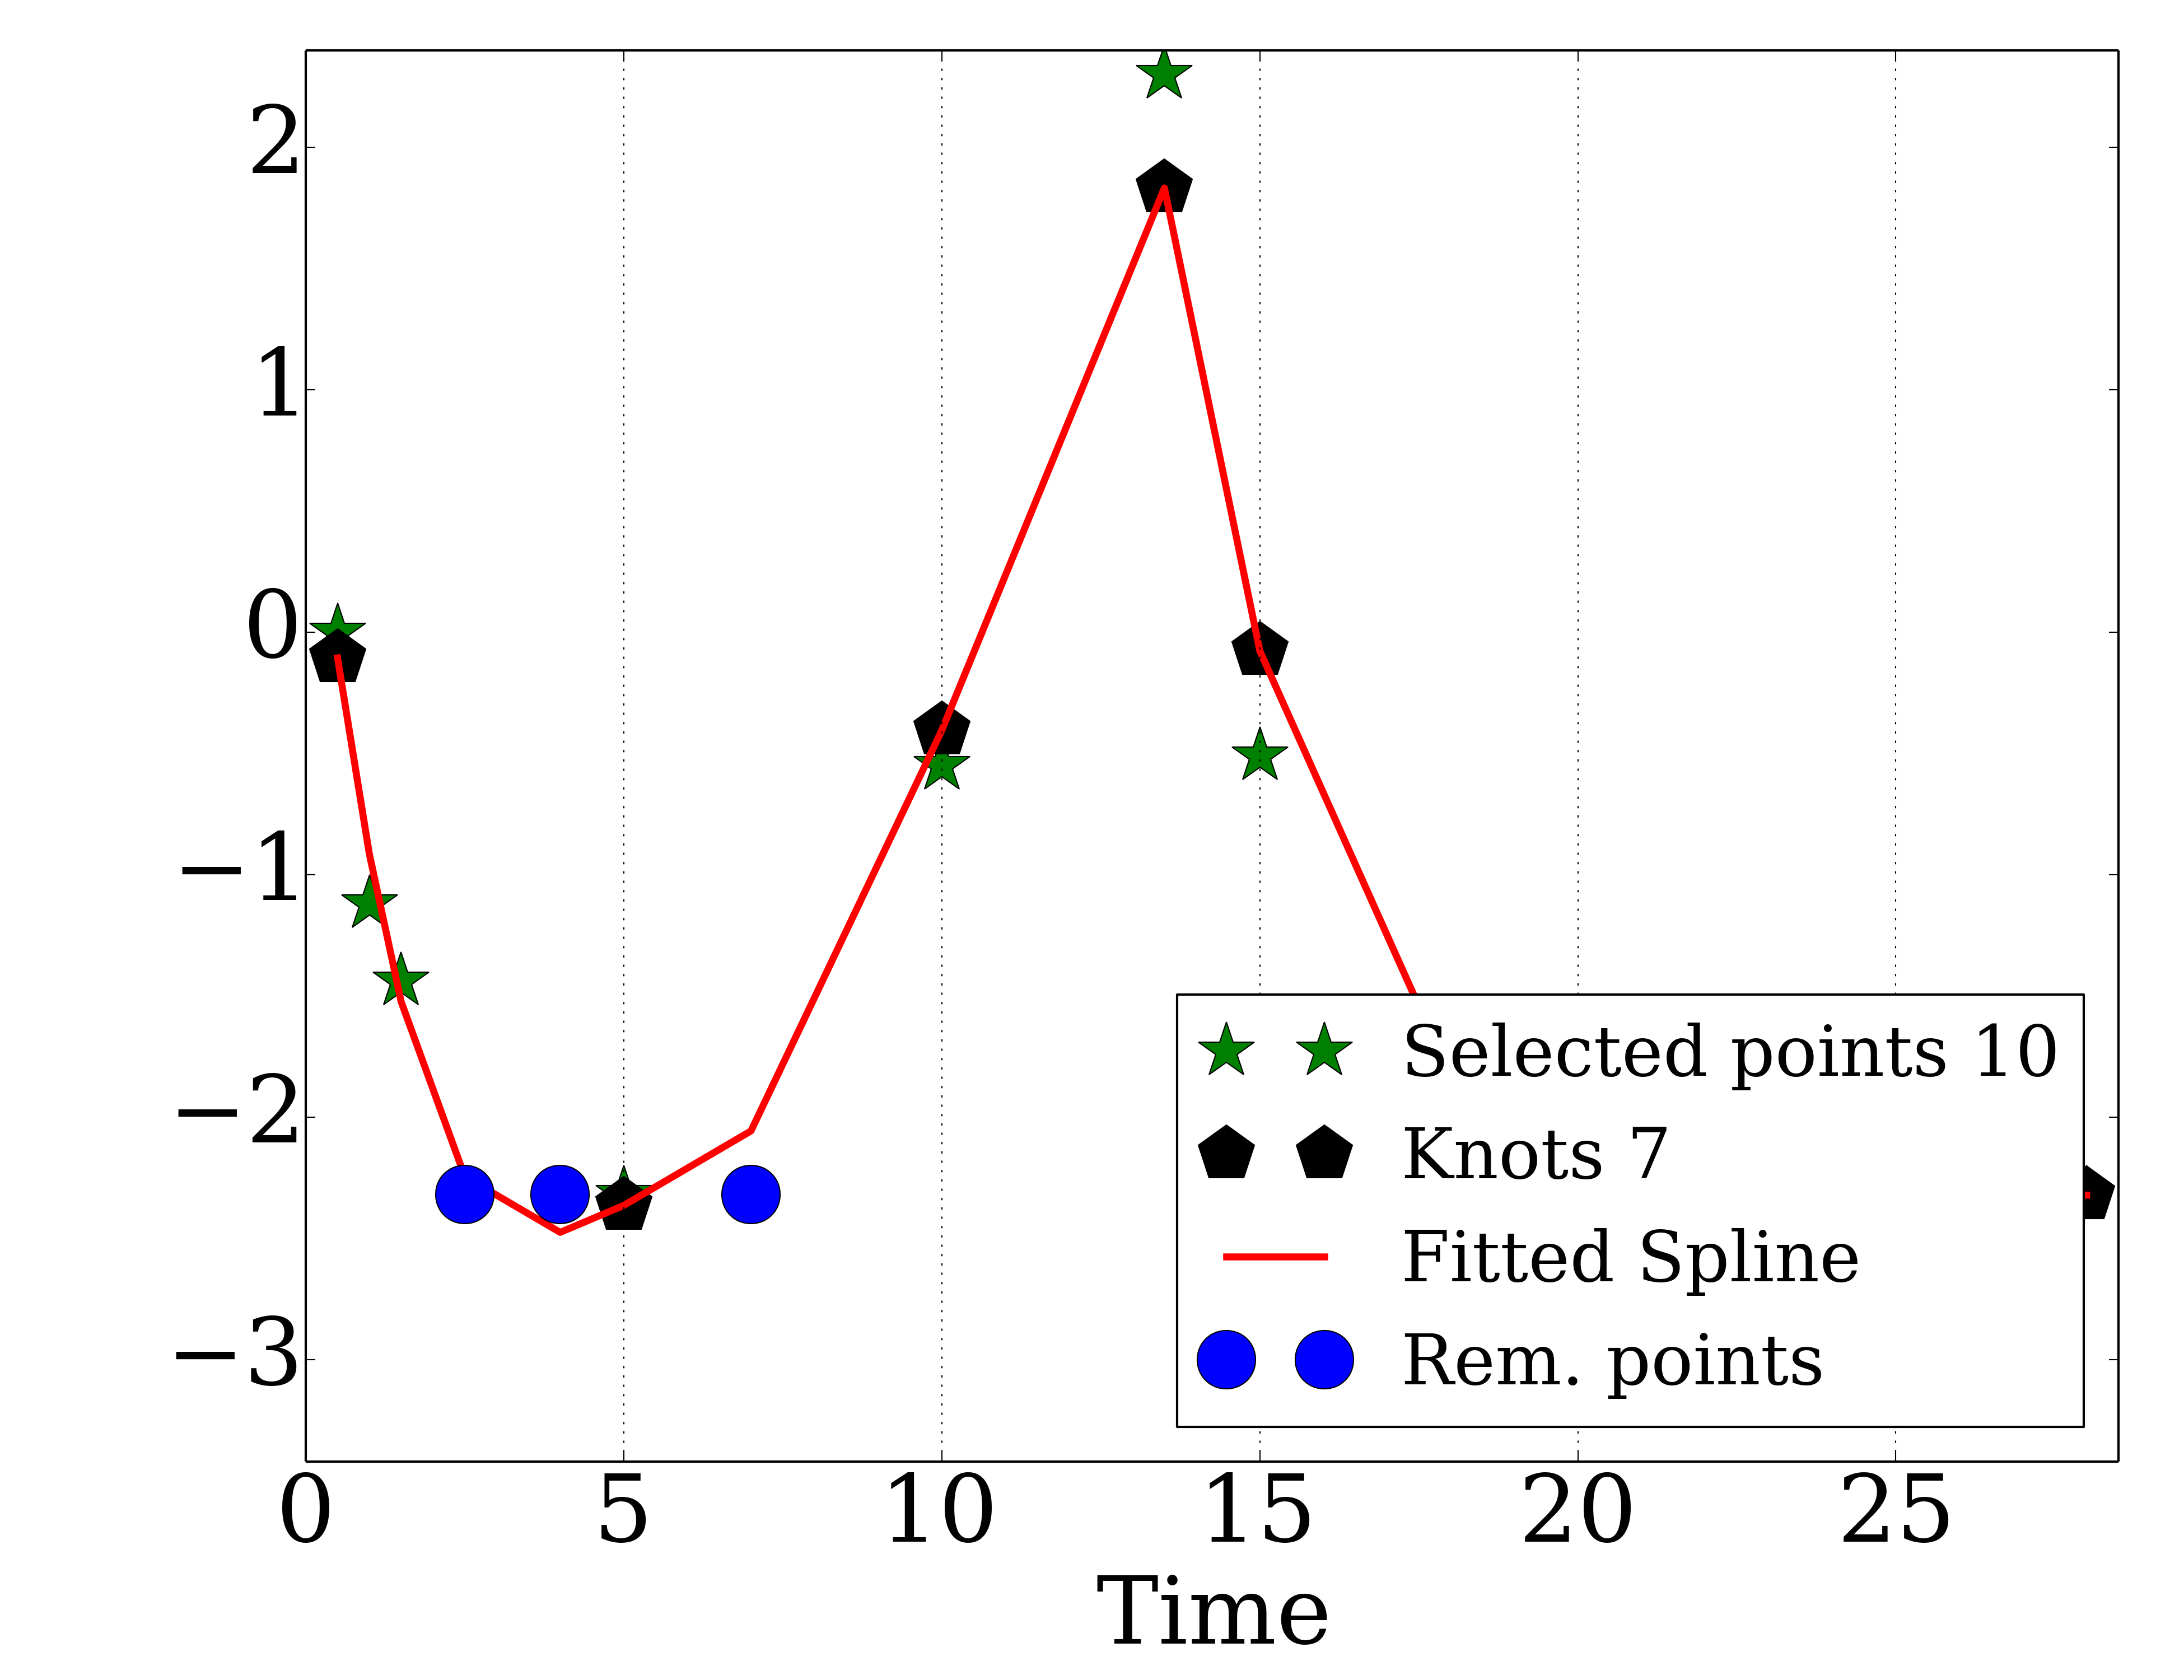 2
1
0
−1
−2
−3
0 5 10 15 20 25
Time
Selected points 10
Knots 7
Fitted Spline
Rem. points